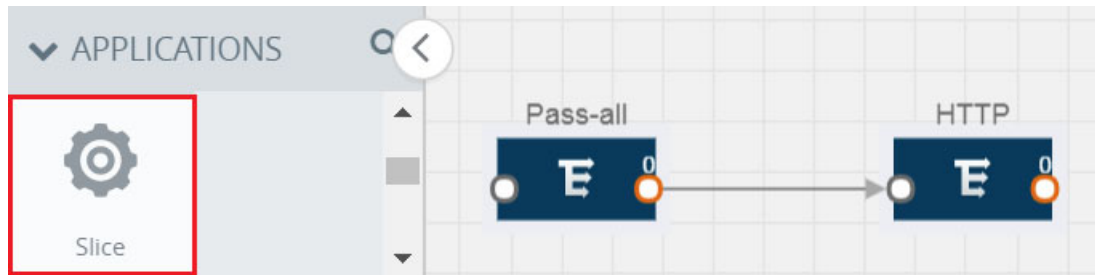 APPLICATIONS
Slice
Pass-all
0
HTTP
0